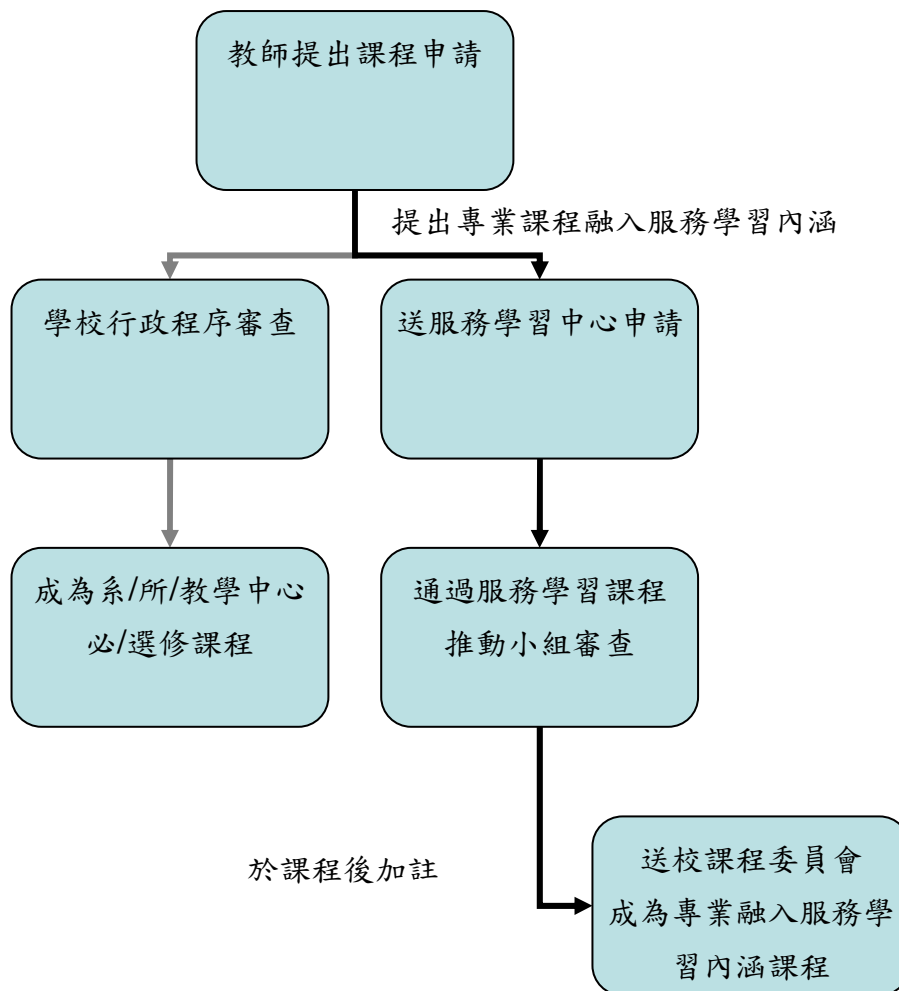 教師提出課程申請
提出專業課程融入服務學習內涵
學校行政程序審查
送服務學習中心申請
成為系/所/教學中心
必/選修課程
通過服務學習課程
推動小組審查
於課程後加註
送校課程委員會
成為專業融入服務學
習內涵課程